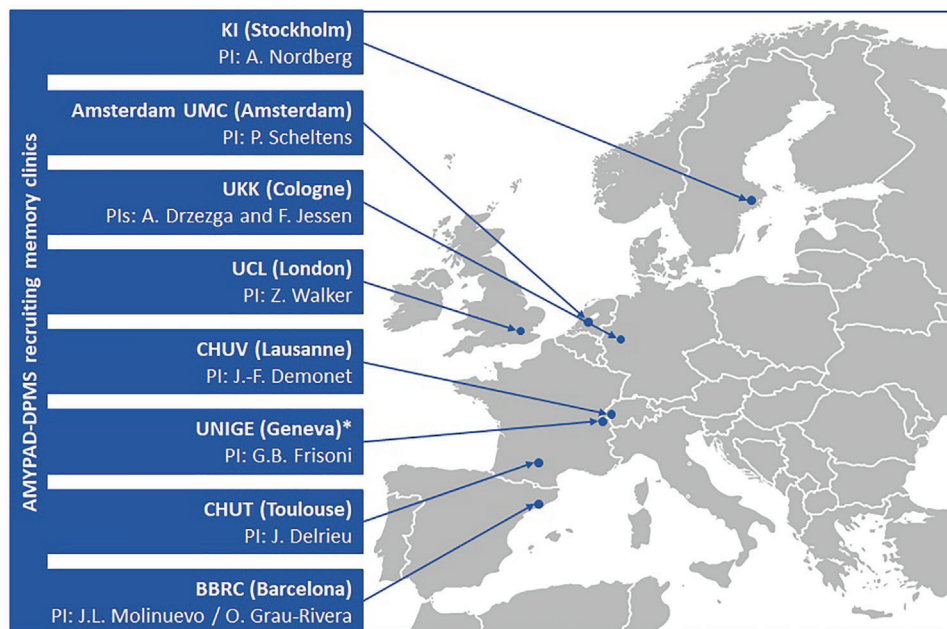 AMYPAD-DPMS recruiting memory clinics
KI (Stockholm)
PI: A. Nordberg
Amsterdam UMC (Amsterdam)
PI: P. Scheltens
UKK (Cologne)
PIs: A. Drzezga and F. Jessen
UCL (London)
PI: Z. Walker
CHUV (Lausanne)
PI: J.-F. Demonet
UNIGE (Geneva)*
PI: G.B. Frisoni
CHUT (Toulouse)
PI: J. Delrieu
BBRC (Barcelona)
PI: J.L. Molinuevo / O. Grau-Rivera